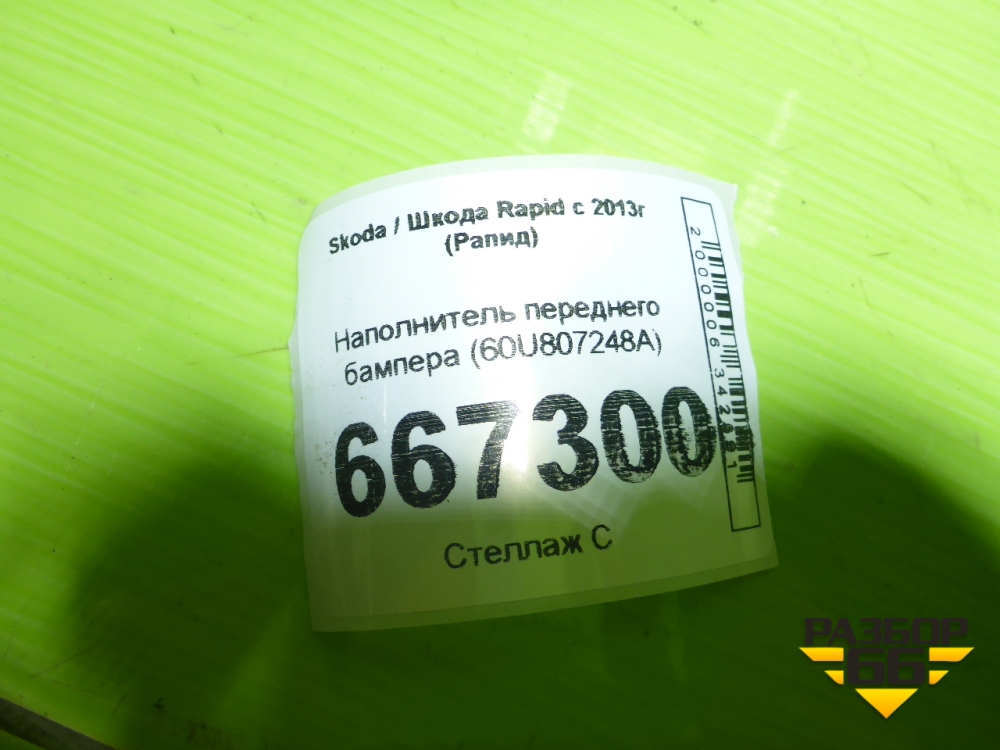 Skoda / Шкода Rapid с 2013г
(Рапид)
Наполнитель переднего
бампера (60U807248A)
667300
Стеллаж С
РАЗБОР
66